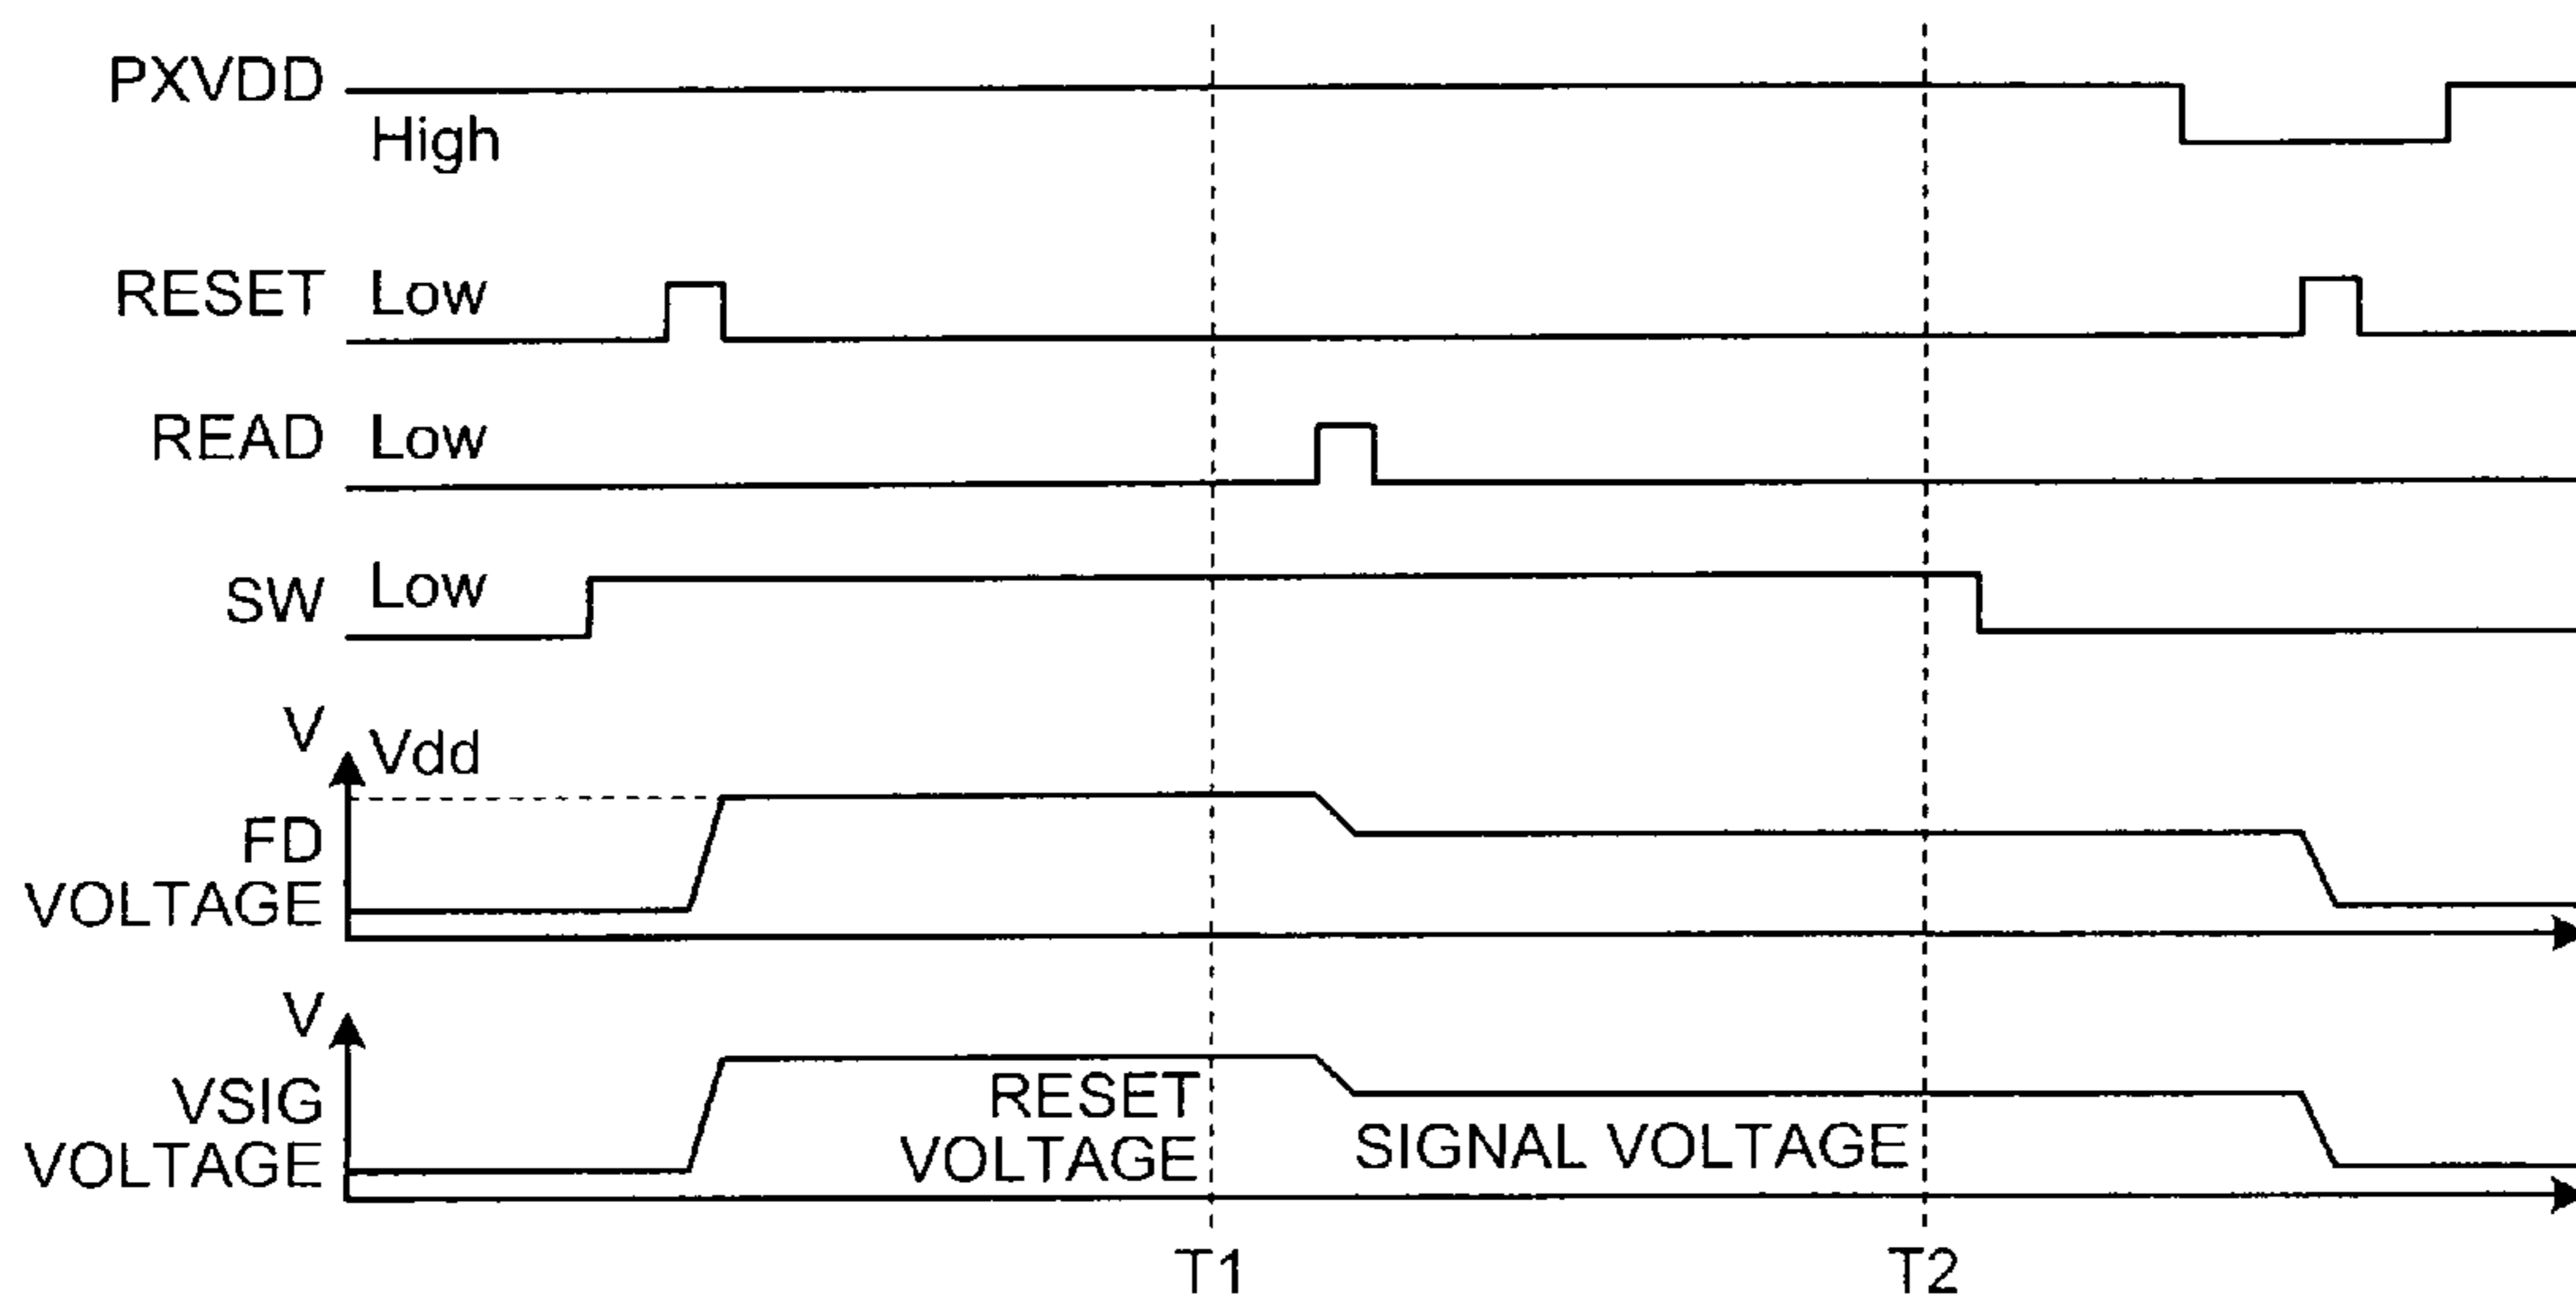 PXVDD
High
RESET Low
READ Low
SW Low
V Vdd
FD
VOLTAGE
V
VSIG
VOLTAGE
RESET
VOLTAGE
SIGNAL VOLTAGE
T1 T2